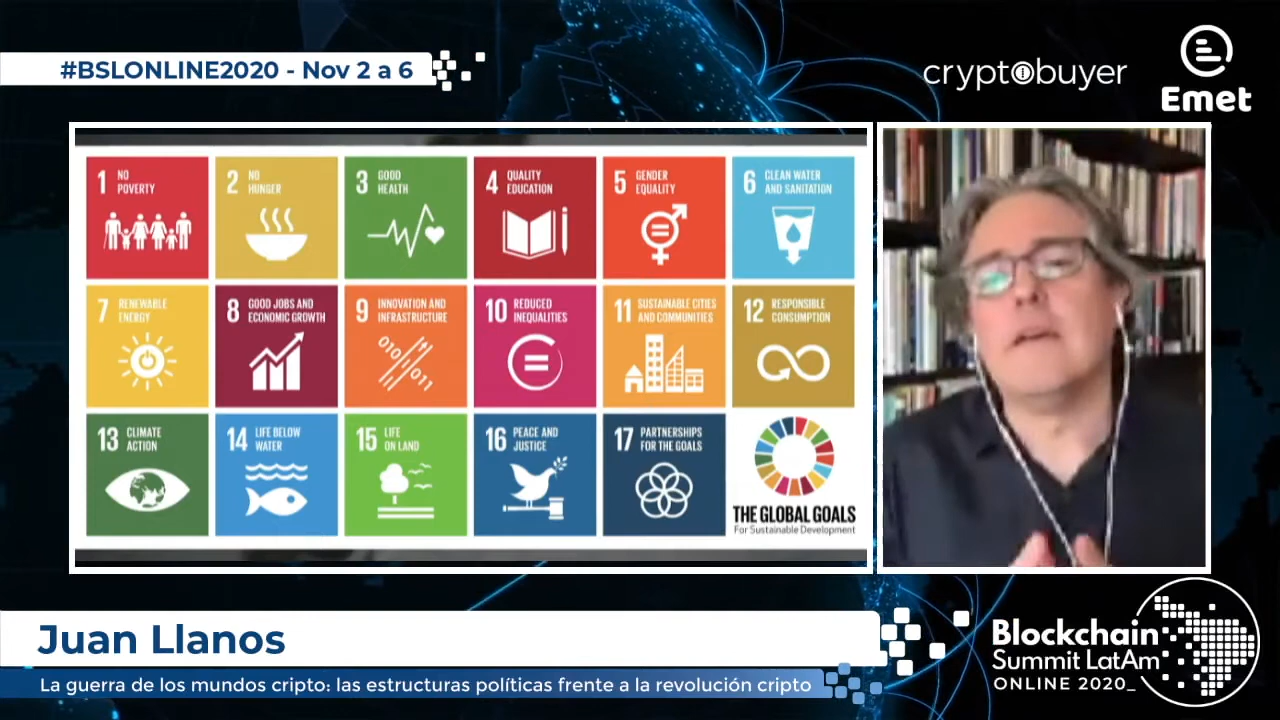 #BSLONLINE2020 - Nov 2 a 6
cryptobuyer
Emet
1 NO
POVERTY
2 NO
HUNGER
3 GOOD
HEALTH
4 QUALITY
EDUCATION
5 GENDER
EQUALITY
6 CLEAN WATER
AND SANITATION
7 RENEWABLE
ENERGY
8 GOOD JOBS AND
ECONOMIC GROWTH
9 INNOVATION AND
INFRASTRUCTURE
010
011
10 REDUCED
INEQUALITIES
11 SUSTAINABLE CITIES
AND COMMUNITIES
12 RESPONSIBLE
CONSUMPTION
13 CLIMATE
ACTION
14 LIFE BELOW
WATER
15 LIFE
ON LAND
16 PEACE AND
JUSTICE
17 PARTNERSHIPS
FOR THE GOALS
THE GLOBAL GOALS
For Sustainable Development
Juan Llanos
La guerra de los mundos cripto: las estructuras políticas frente a la revolución cripto
Blockchain
Summit LatAm
ONLINE 2020_